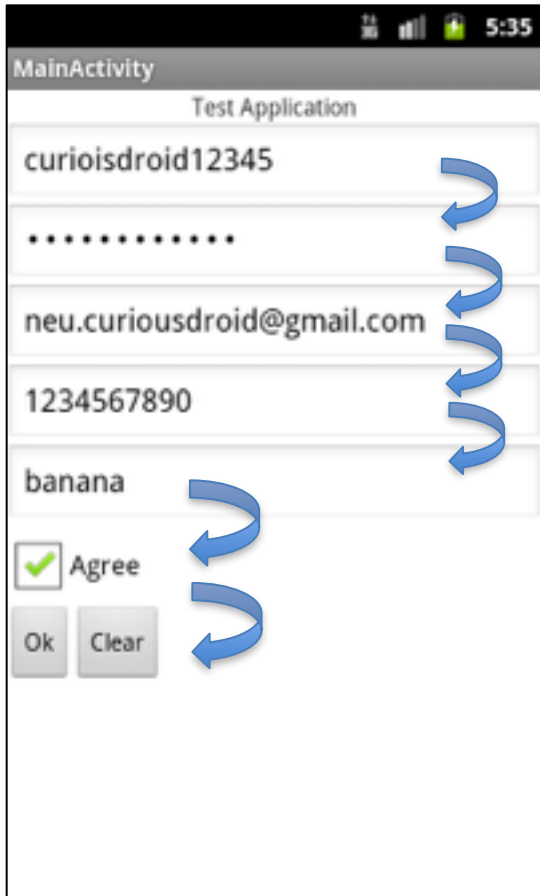 5:35
MainActivity
Test Application
curioisdroid12345
••••••••••••
neu.curiousdroid@gmail.com
1234567890
banana
Agree
Ok Clear